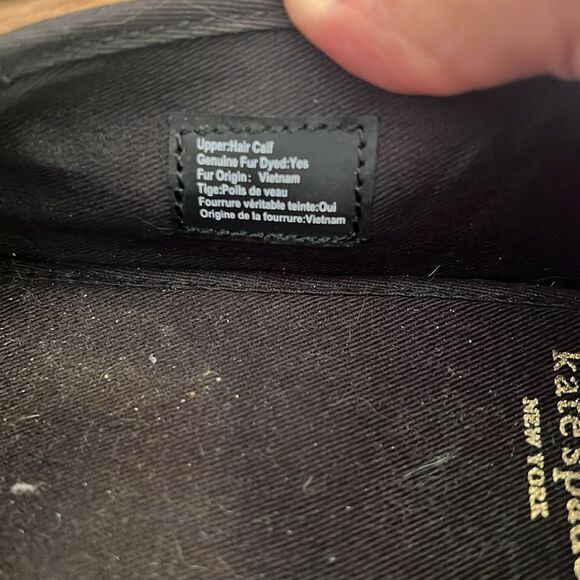 Upper:Hair Calf
Genuine Fur Dyed:Yes
Fur Origin: Vietnam
Tige:Poils de veau
Fourrure véritable teinte:Oui
Origine de la fourrure:Vietnam
kate spade
NEW YORK